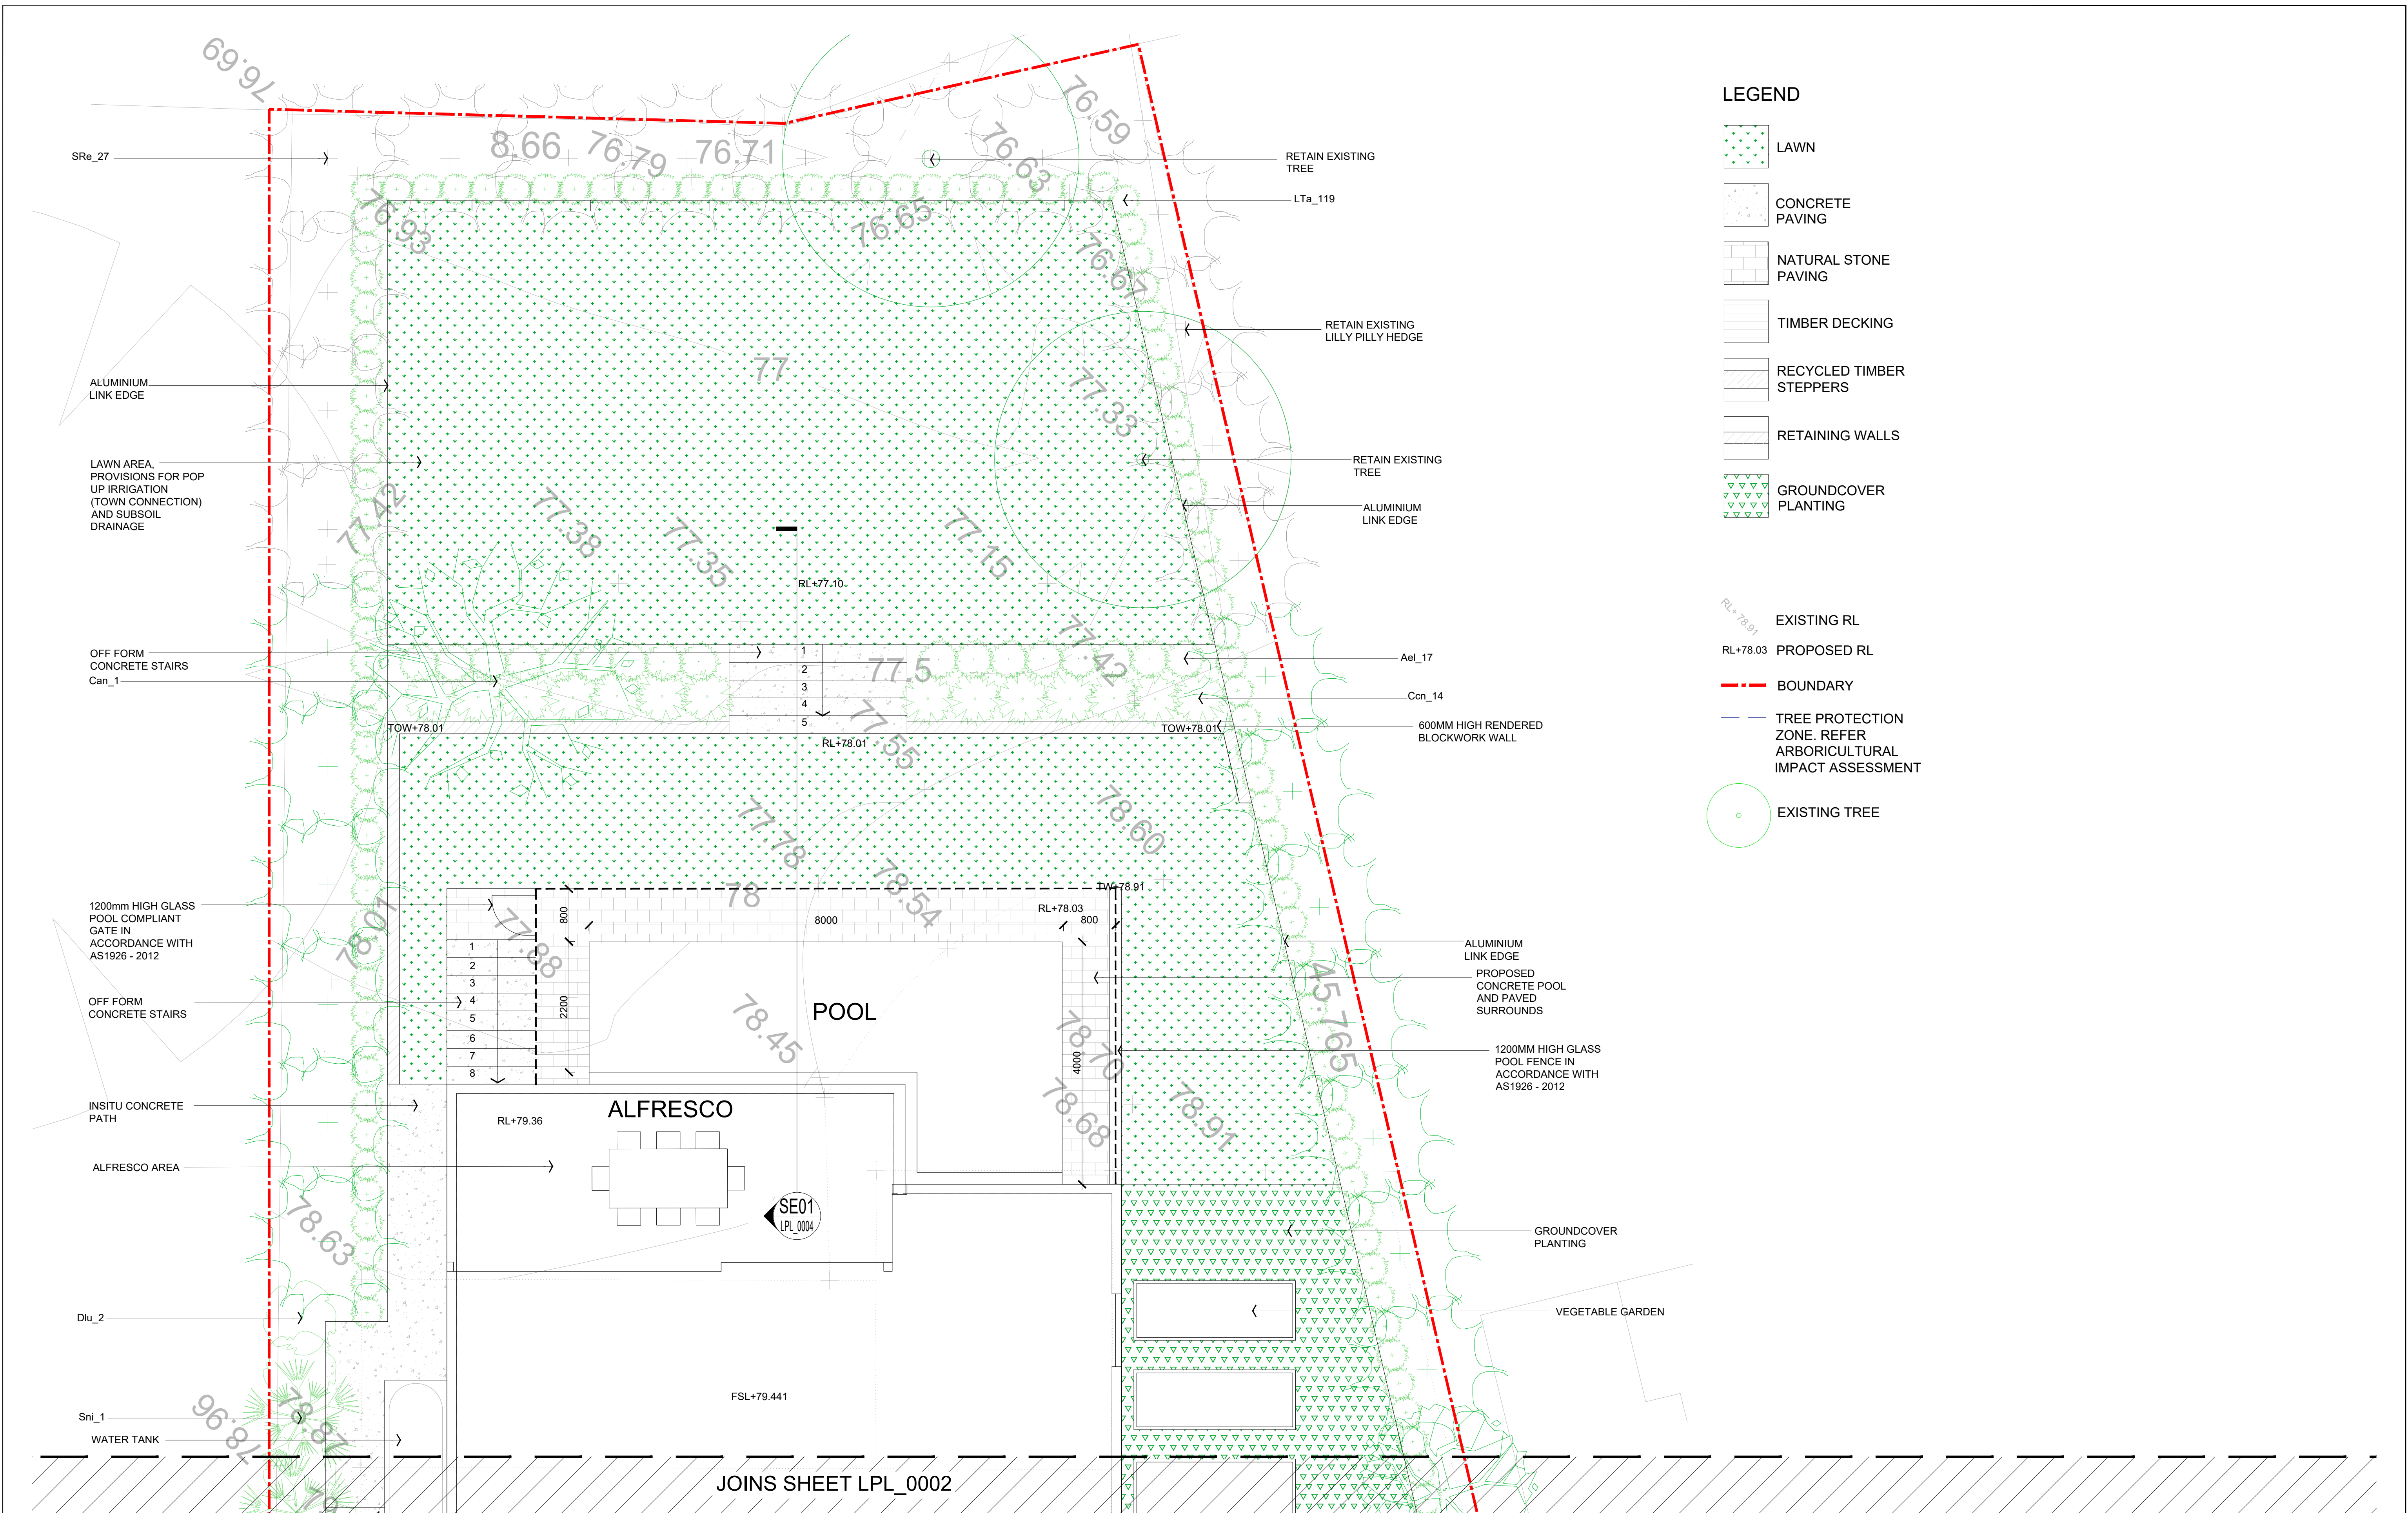 76.69
8.66
76.79
76.71
76.59
76.63
SRe_27
RETAIN EXISTING
TREE
LTa_119
76.93
76.65
76.67
RETAIN EXISTING
LILLY PILLY HEDGE
77
77.33
ALUMINIUM
LINK EDGE
LAWN AREA,
PROVISIONS FOR POP
UP IRRIGATION
(TOWN CONNECTION)
AND SUBSOIL
DRAINAGE
RETAIN EXISTING
TREE
ALUMINIUM
LINK EDGE
77.42
77.38
77.35
77.15
RL+77.10
OFF FORM
CONCRETE STAIRS
Can_1
1
2
3
4
5
77.5
77.42
Ael_17
Ccn_14
TOW+78.01
TOW+78.01
600MM HIGH RENDERED
BLOCKWORK WALL
RL+78.01
77.55
77.78
78.60
78
78.54
TW+78.91
1200mm HIGH GLASS
POOL COMPLIANT
GATE IN
ACCORDANCE WITH
AS1926 - 2012
78.01
77.88
800
8000
RL+78.03
800
1
2
3
4
5
6
7
8
OFF FORM
CONCRETE STAIRS
2200
POOL
78.45
78.70
4000
78.68
78.91
45.765
ALUMINIUM
LINK EDGE
PROPOSED
CONCRETE POOL
AND PAVED
SURROUNDS
1200MM HIGH GLASS
POOL FENCE IN
ACCORDANCE WITH
AS1926 - 2012
INSITU CONCRETE
PATH
ALFRESCO
RL+79.36
ALFRESCO AREA
SE01
LPL_0004
78.63
GROUNDCOVER
PLANTING
VEGETABLE GARDEN
Dlu_2
FSL+79.441
Sni_1
78.96
78.87
WATER TANK
JOINS SHEET LPL_0002
LEGEND
LAWN
CONCRETE
PAVING
NATURAL STONE
PAVING
TIMBER DECKING
RECYCLED TIMBER
STEPPERS
RETAINING WALLS
GROUNDCOVER
PLANTING
RL+78.91
EXISTING RL
RL+78.03 PROPOSED RL
BOUNDARY
TREE PROTECTION
ZONE. REFER
ARBORICULTURAL
IMPACT ASSESSMENT
EXISTING TREE